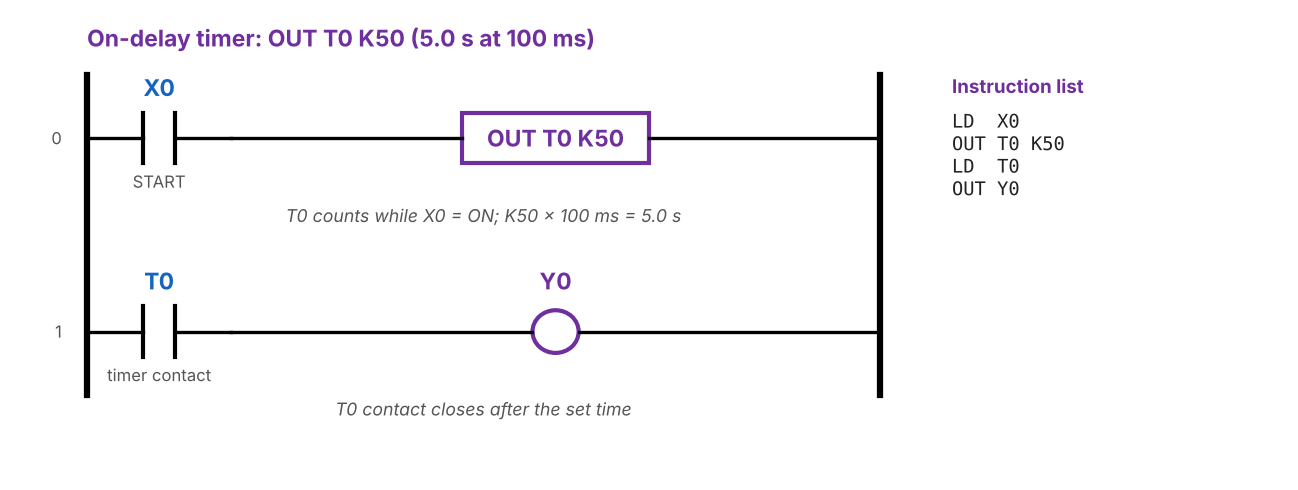 On-delay timer: OUT T0 K50 (5.0 s at 100 ms)
X0
0
OUT T0 K50
START
T0 counts while X0 = ON; K50 × 100 ms = 5.0 s
T0
Y0
1
timer contact
T0 contact closes after the set time
Instruction list
LD  X0
OUT T0 K50
LD  T0
OUT Y0